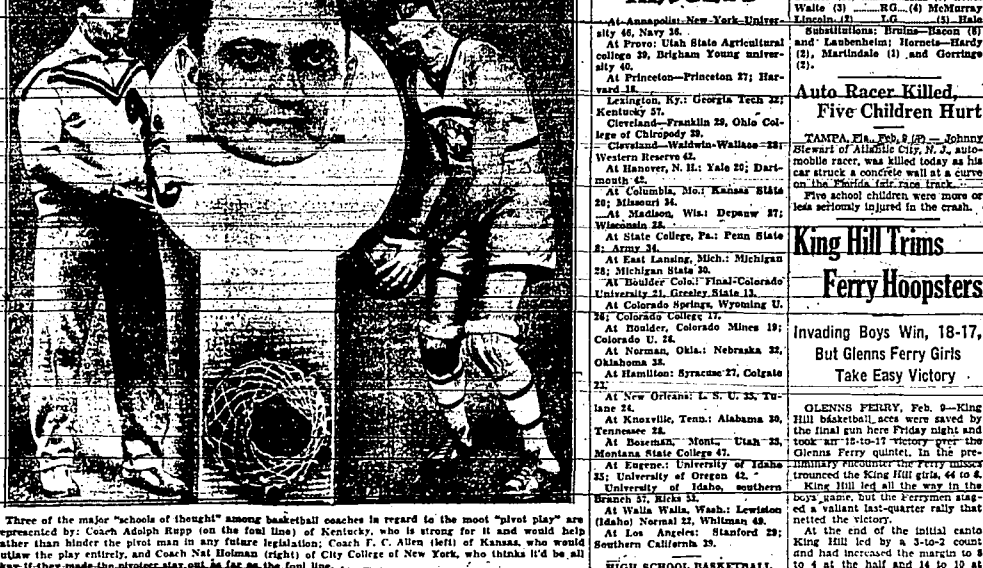 Three of the major "schools of thought" among basketball coaches in regard to the moot "pivot play" are
represented by: Coach Adolph Rupp (on the foul line) of Kentucky, who is strong for it and would help
rather than hinder the pivot man in any future legislation; Coach F. C. Allen (left) of Kansas, who would
outlaw the play entirely, and Coach Nat Holman (right) of City College of New York, who thinks it'd be all
okay if they made the pivoteer stay out as far as the foul line.
At Annapolis: New York Univer-
sity 46, Navy 36.
At Provo: Utah State Agricultural
college 39, Brigham Young univer-
sity 40.
At Princeton—Princeton 27; Har-
vard 18.
Lexington, Ky.: Georgia Tech
Kentucky 57.
Cleveland—Franklin 29, Ohio Col-
lege of Chiropody 39.
Cleveland—Waldwin-Wallace
Western Reserve 42.
At Hanover, N. H.: Yale 20; Dart-
mouth 42.
At Columbia, Mo.: Kansas State
20; Missouri 34.
At Madison, Wis.: Depauw 27;
Wisconsin
At State College, Pa.: Penn State
Army 34.
At East Lansing, Mich.: Michigan
28; Michigan State 30.
At Boulder Colo.: Final-Colorado
University 21, Greeley State 13.
At Colorado Springs, Wyoming U.
26; Colorado College 17.
At Boulder, Colorado Mines 19;
Colorado U. 26.
At Norman, Okla.: Nebraska 32,
Oklahoma 38.
At Hamilton: Syracuse 27, Colgate
At New Orleans: L. S. U. 35, Tu-
lane 24.
At Knoxville, Tenn.: Alabama 30,
Tennessee 28.
At Bozeman, Mont., Utah
Montana State College 47.
At Eugene.: University of Idaho
35; University of Oregon 42.
University of Idaho, southern
Branch 57, Ricks 53.
At Walla Walla, Wash.: Lewiston
(Idaho) Normal 22, Whitman 49.
At Los Angeles: Stanford 29;
Southern California 39.
HIGH SCHOOL BASKETBALL
Waite (3) RG (4) McMurray
Lincoln (2) LG (5) Hale
Substitutions: Bruins—Bacon (8)
and Laubenheim; Hornets—Hardy
(2), Martindale (1) and Gorringe
(2).
Auto Racer Killed,
Five Children Hurt
TAMPA, Fla., Feb. 9 (AP) — Johnny
Stewart of Atlantic City, N. J., auto-
mobile racer, was killed today as his
car struck a concrete wall at a curve
on the Florida fair race track.
Five school children were more or
less seriously injured in the crash.
King Hill Trims
Ferry Hoopsters
Invading Boys Win, 18-17,
But Glenns Ferry Girls
Take Easy Victory
GLENNS FERRY, Feb. 9—King
Hill basketball aces were saved by
the final gun here Friday night and
took an 18-to-17 victory over the
Glenns Ferry quintet. In the pre-
liminary encounter the Ferry misses
trounced the King Hill girls, 44 to 8.
King Hill led all the way in the
boys' game, but the Ferrymen stag-
ed a valiant last-quarter rally that
netted the victory.
At the end of the initial canto
King Hill led by a 3-to-2 count
and had increased the margin to 8
to 4 at the half and 14 to 10 at